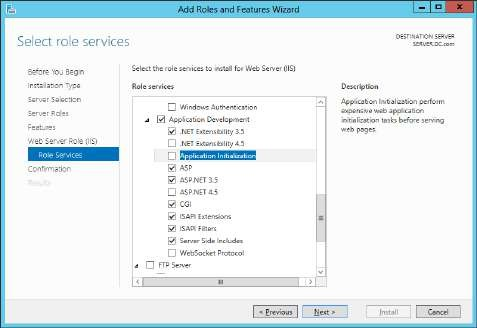 Add Roles and Features Wizard
Select role services
DESTINATION SERVER
SERVER.DC.com
Before You Begin
Installation Type
Server Selection
Server Roles
Features
Web Server Role (IIS)
Role Services
Confirmation
Results
Select the role services to install for Web Server (IIS)
Role services
Windows Authentication
Application Development
.NET Extensibility 3.5
.NET Extensibility 4.5
Application Initialization
ASP
ASP.NET 3.5
ASP.NET 4.5
CGI
ISAPI Extensions
ISAPI Filters
Server Side Includes
WebSocket Protocol
FTP Server
Description
Application Initialization perform
expensive web application
initialization tasks before serving
web pages.
< Previous
Next >
Install
Cancel